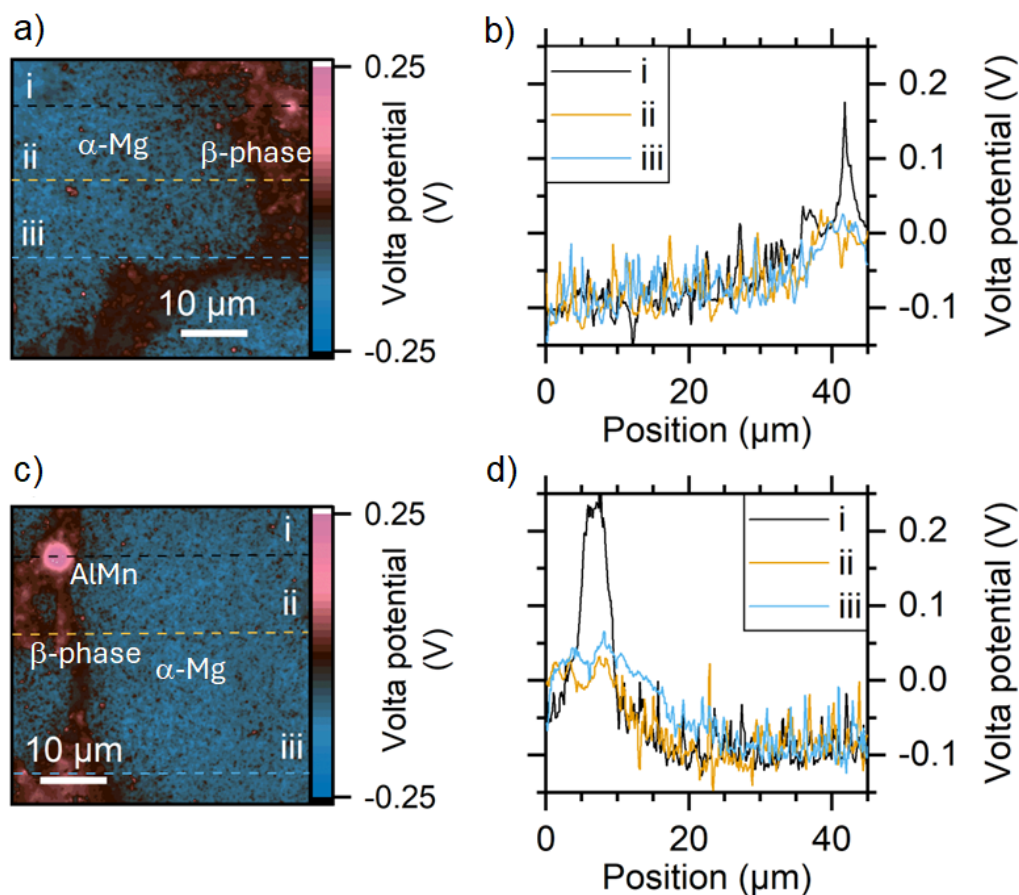 a)
i
α-Mg
ii
β-phase
iii
10 µm
0.25
-0.25
Volta potential
(V)
b)
i
ii
iii
0.2
0.1
0.0
-0.1
Volta potential (V)
0
20
40
Position (µm)
c)
i
AlMn
ii
β-phase
α-Mg
10 µm
iii
0.25
-0.25
Volta potential
(V)
d)
i
ii
iii
0.2
0.1
0.0
-0.1
Volta potential (V)
0
20
40
Position (µm)